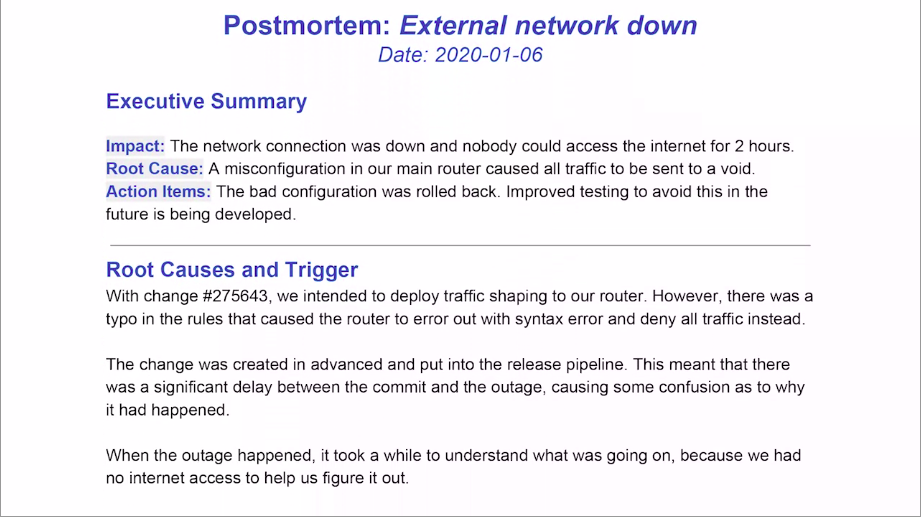 Postmortem: External network down
Date: 2020-01-06
Executive Summary
Impact: The network connection was down and nobody could access the internet for 2 hours.
Root Cause: A misconfiguration in our main router caused all traffic to be sent to a void.
Action Items: The bad configuration was rolled back. Improved testing to avoid this in the
future is being developed.
Root Causes and Trigger
With change #275643, we intended to deploy traffic shaping to our router. However, there was a
typo in the rules that caused the router to error out with syntax error and deny all traffic instead.
The change was created in advanced and put into the release pipeline. This meant that there
was a significant delay between the commit and the outage, causing some confusion as to why
it had happened.
When the outage happened, it took a while to understand what was going on, because we had
no internet access to help us figure it out.